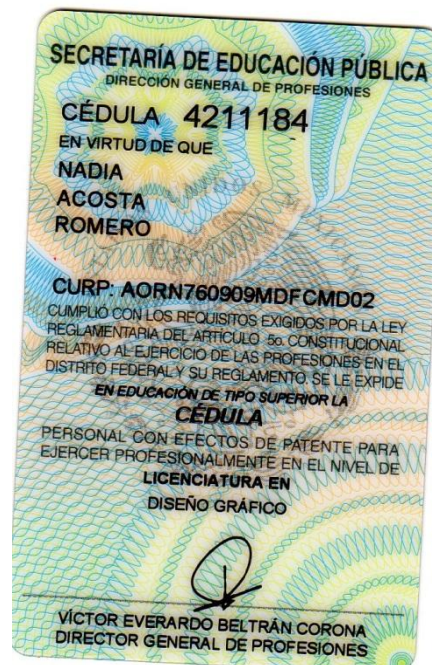 SECRETARÍA DE EDUCACIÓN PÚBLICA
DIRECCIÓN GENERAL DE PROFESIONES
CÉDULA 4211184
EN VIRTUD DE QUE
NADIA
ACOSTA
ROMERO
CURP: AORN760909MDFCMD02
CUMPLIÓ CON LOS REQUISITOS EXIGIDOS POR LA LEY
REGLAMENTARIA DEL ARTÍCULO 5o. CONSTITUCIONAL
RELATIVO AL EJERCICIO DE LAS PROFESIONES EN EL
DISTRITO FEDERAL Y SU REGLAMENTO, SE LE EXPIDE
EN EDUCACIÓN DE TIPO SUPERIOR LA
CÉDULA
PERSONAL CON EFECTOS DE PATENTE PARA
EJERCER PROFESIONALMENTE EN EL NIVEL DE
LICENCIATURA EN
DISEÑO GRÁFICO
VÍCTOR EVERARDO BELTRÁN CORONA
DIRECTOR GENERAL DE PROFESIONES